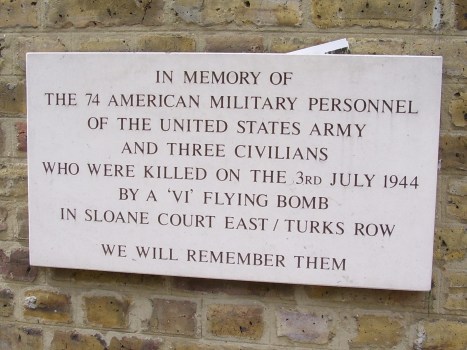 IN MEMORY OF
THE 74 AMERICAN MILITARY PERSONNEL
OF THE UNITED STATES ARMY
AND THREE CIVILIANS
WHO WERE KILLED ON THE 3RD JULY 1944
BY A 'VI' FLYING BOMB
IN SLOANE COURT EAST / TURKS ROW
WE WILL REMEMBER THEM